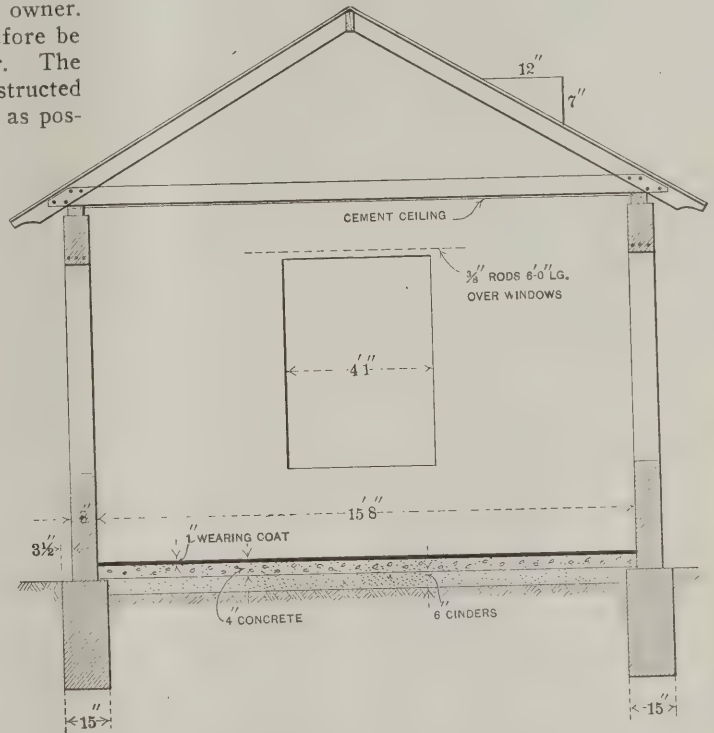 owner.
fore be
The
structed
as pos-
12"
7"
CEMENT CEILING
3/8" RODS 6'-0" LG.
OVER WINDOWS
4'1"
15'8"
3½"
1" WEARING COAT
4" CONCRETE
6" CINDERS
15"
15"